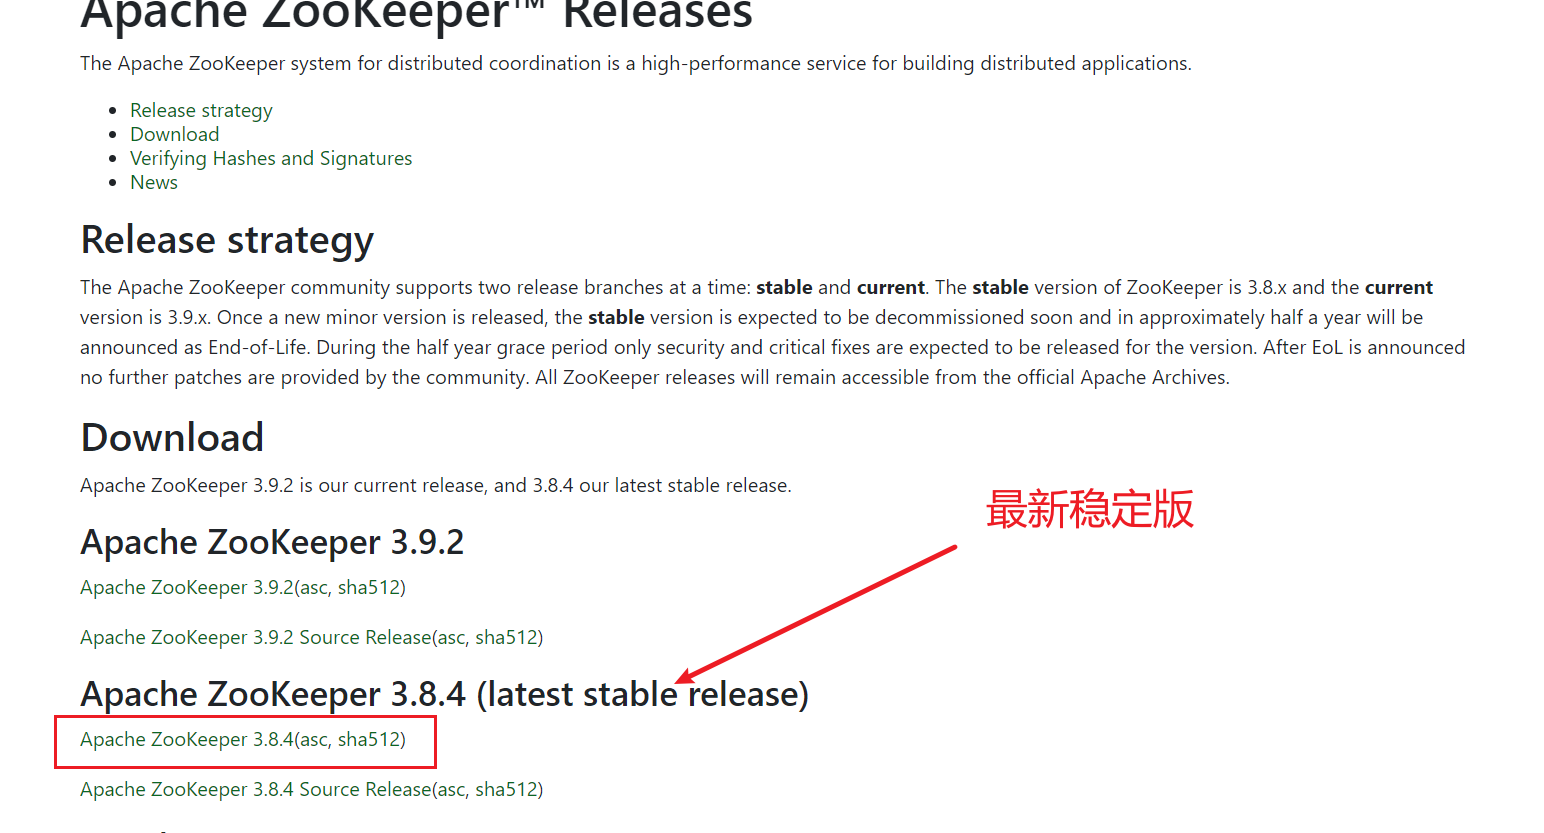 Apache ZooKeeper™ Releases
The Apache ZooKeeper system for distributed coordination is a high-performance service for building distributed applications.
Release strategy
Download
Verifying Hashes and Signatures
News
Release strategy
The Apache ZooKeeper community supports two release branches at a time: stable and current. The stable version of ZooKeeper is 3.8.x and the current
version is 3.9.x. Once a new minor version is released, the stable version is expected to be decommissioned soon and in approximately half a year will be
announced as End-of-Life. During the half year grace period only security and critical fixes are expected to be released for the version. After EoL is announced
no further patches are provided by the community. All ZooKeeper releases will remain accessible from the official Apache Archives.
Download
Apache ZooKeeper 3.9.2 is our current release, and 3.8.4 our latest stable release.
最新稳定版
Apache ZooKeeper 3.9.2
Apache ZooKeeper 3.9.2(asc, sha512)
Apache ZooKeeper 3.9.2 Source Release(asc, sha512)
Apache ZooKeeper 3.8.4 (latest stable release)
Apache ZooKeeper 3.8.4(asc, sha512)
Apache ZooKeeper 3.8.4 Source Release(asc, sha512)